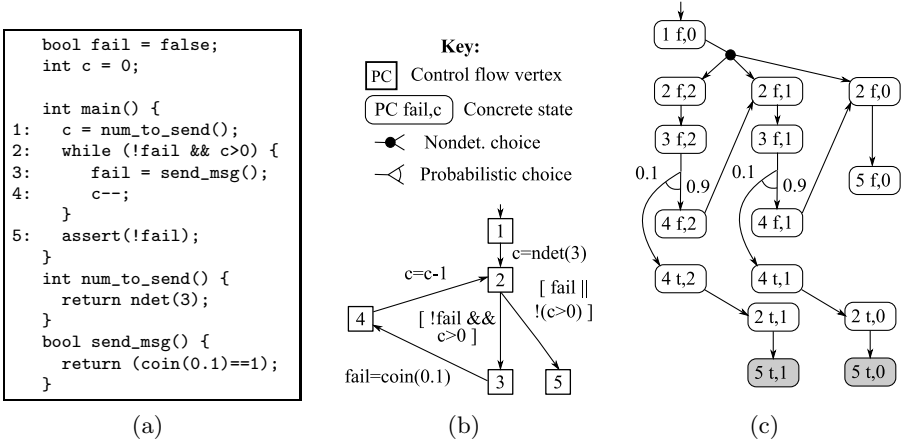 bool fail = false;
int c = 0;
int main() {
1: c = num_to_send();
2: while (!fail && c>0) {
3: fail = send_msg();
4: c--;
}
5: assert(!fail);
}
int num_to_send() {
return ndet(3);
}
bool send_msg() {
return (coin(0.1)==1);
}
(a)
Key:
PC Control flow vertex
PC fail,c Concrete state
Nondet. choice
Probabilistic choice
1
c=ndet(3)
c=c-1
2
[ fail ||
!(c>0) ]
4
[ !fail &&
c>0 ]
fail=coin(0.1)
3
5
(b)
1 f,0
2 f,2
2 f,1
2 f,0
3 f,2
3 f,1
0.1
0.9
0.1
0.9
5 f,0
4 f,2
4 f,1
4 t,2
4 t,1
2 t,1
2 t,0
5 t,1
5 t,0
(c)